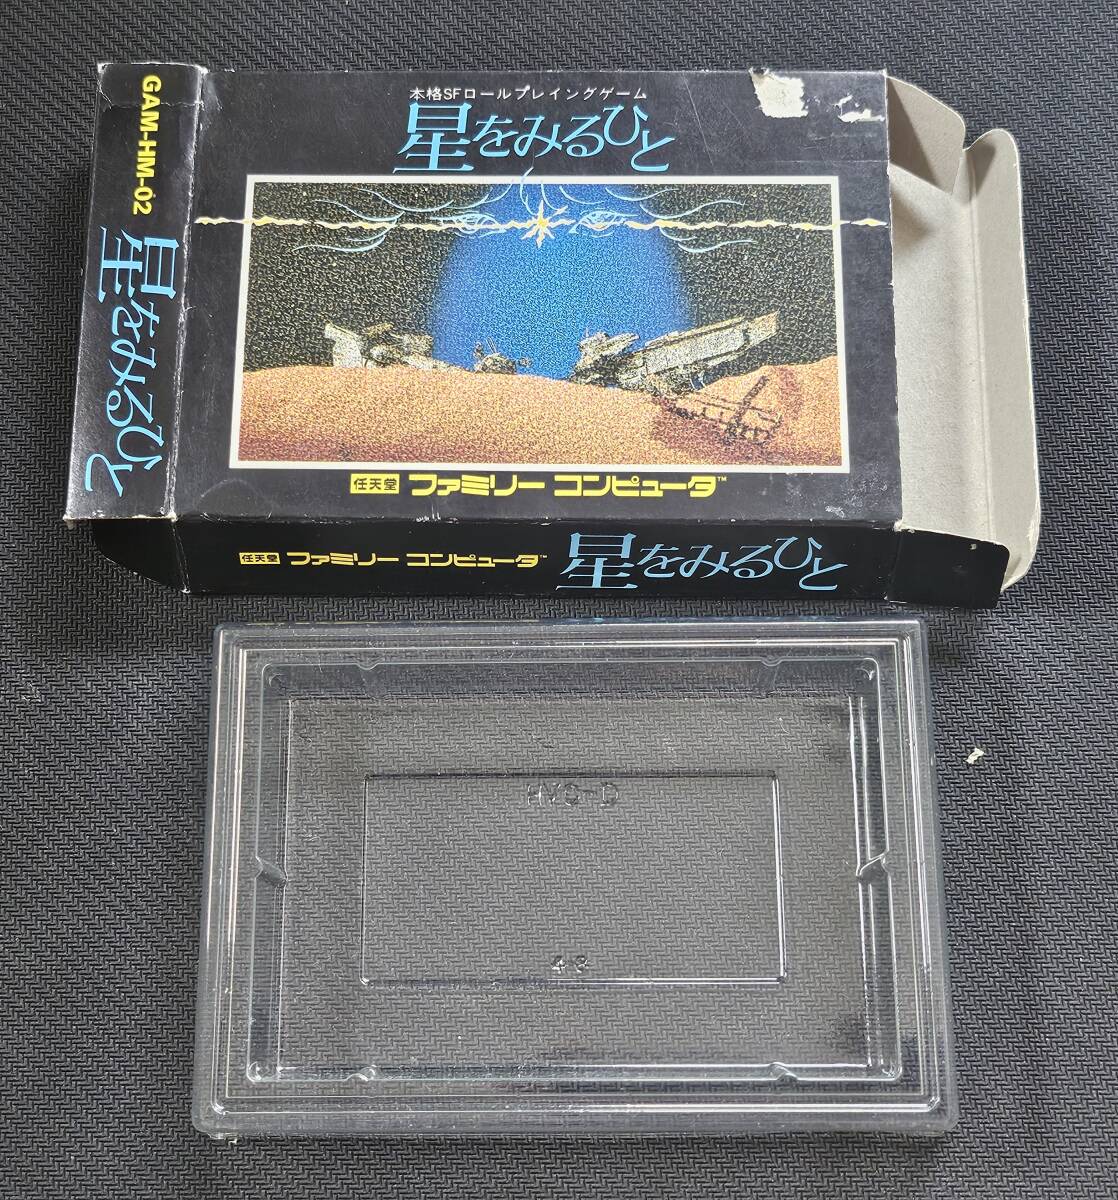 本格SFロールプレイングゲーム
星をみるひと
任天堂 ファミリー コンピュータ™
任天堂 ファミリー コンピュータ™ 星をみるひと
GAM-HM-02 星をみるひと
HVC-D